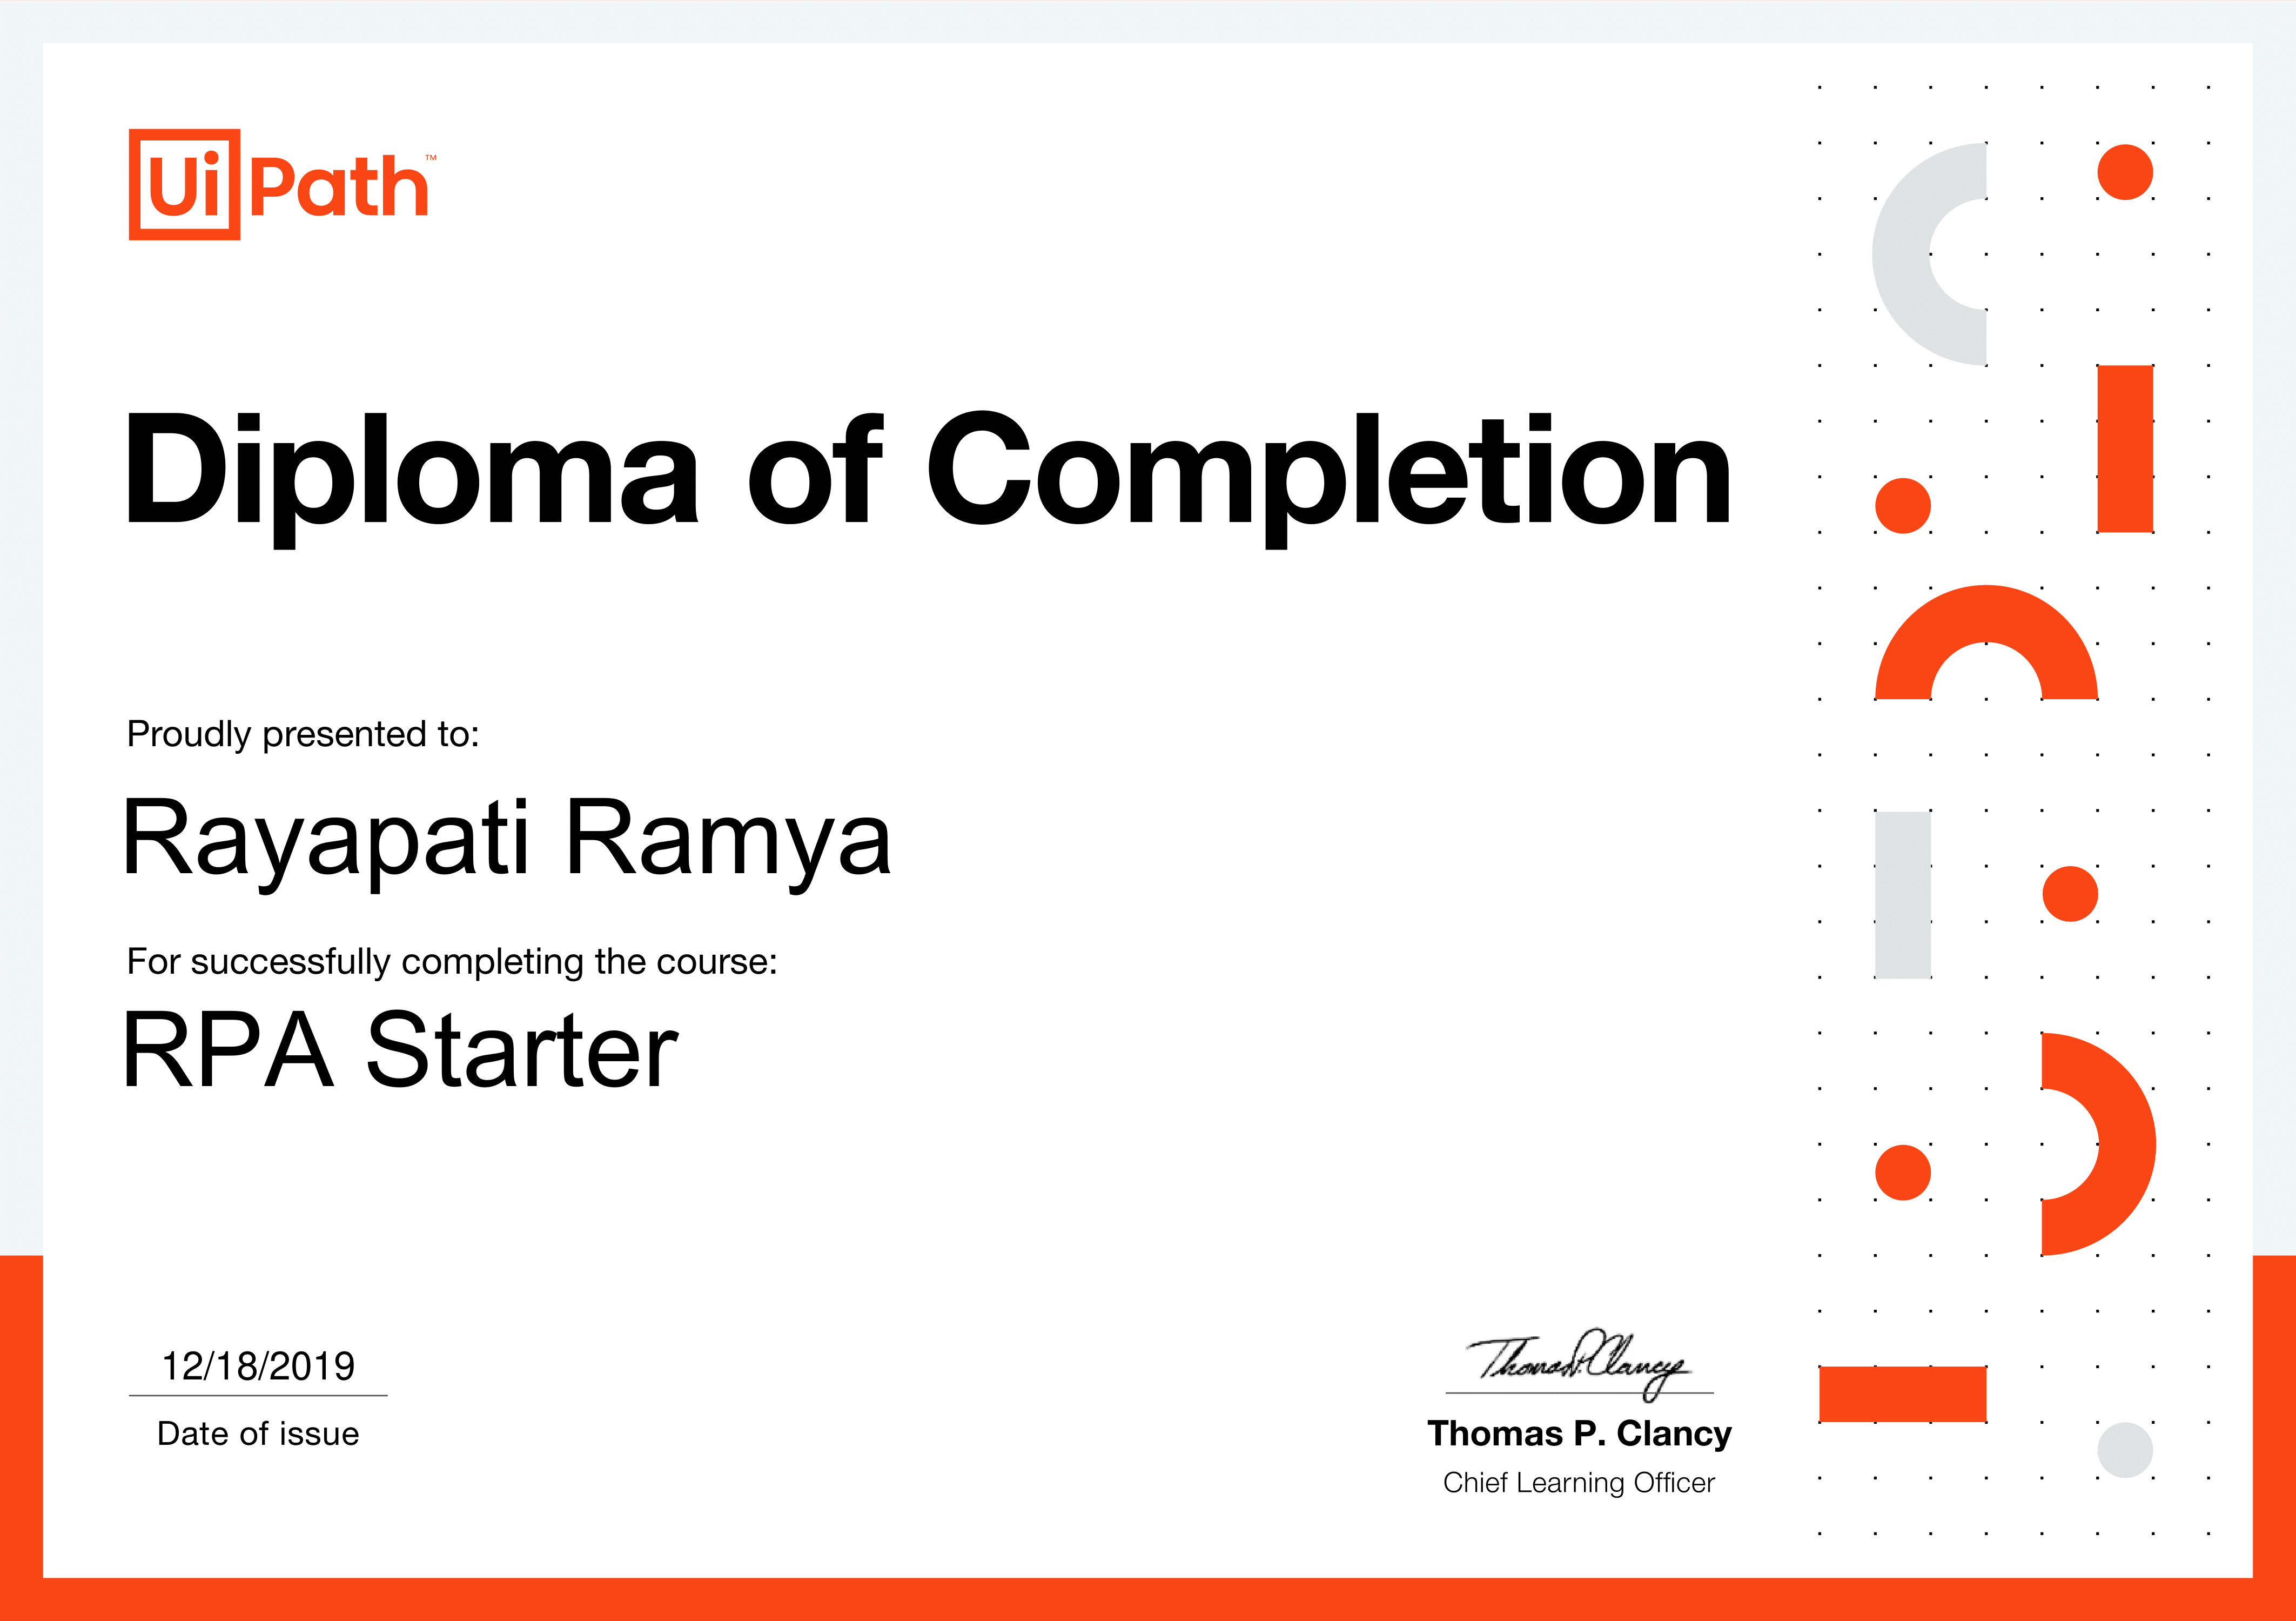 UiPath™
Diploma of Completion
Proudly presented to:
Rayapati Ramya
For successfully completing the course:
RPA Starter
12/18/2019
Date of issue
Thomas P. Clancy
Thomas P. Clancy
Chief Learning Officer